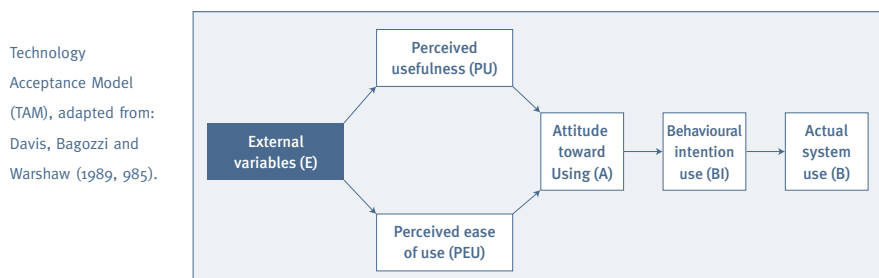 Technology
Acceptance Model
(TAM), adapted from:
Davis, Bagozzi and
Warshaw (1989, 985).
Perceived
usefulness (PU)
External
variables (E)
Attitude
toward
Using (A)
Behavioural
intention
use (BI)
Actual
system
use (B)
Perceived ease
of use (PEU)